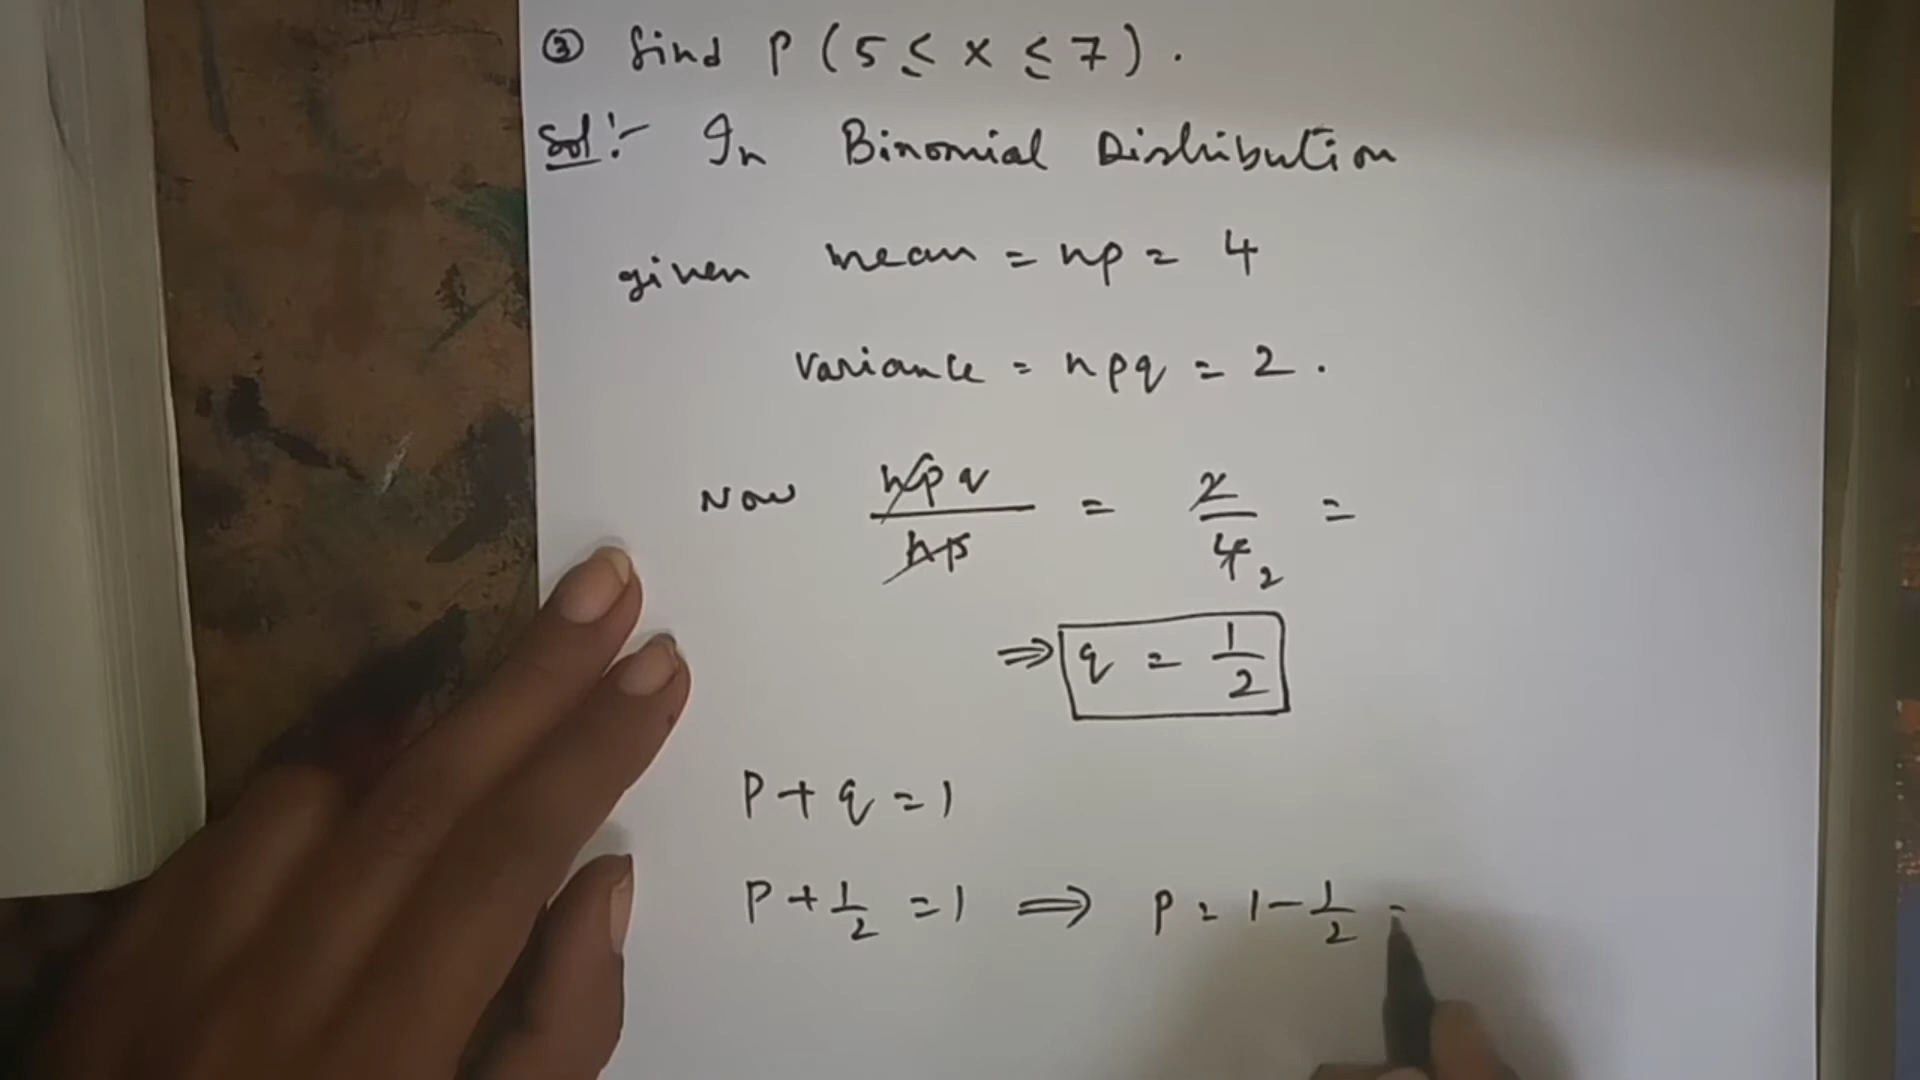 ③ find P(5 ≤ x ≤ 7).
Sol:- In Binomial Distribution
given mean = np = 4
variance = npq = 2.
Now npq/np = 2/4 2 =
⇒ q = 1/2
P + q = 1
P + 1/2 = 1 ⇒ P = 1 - 1/2 =